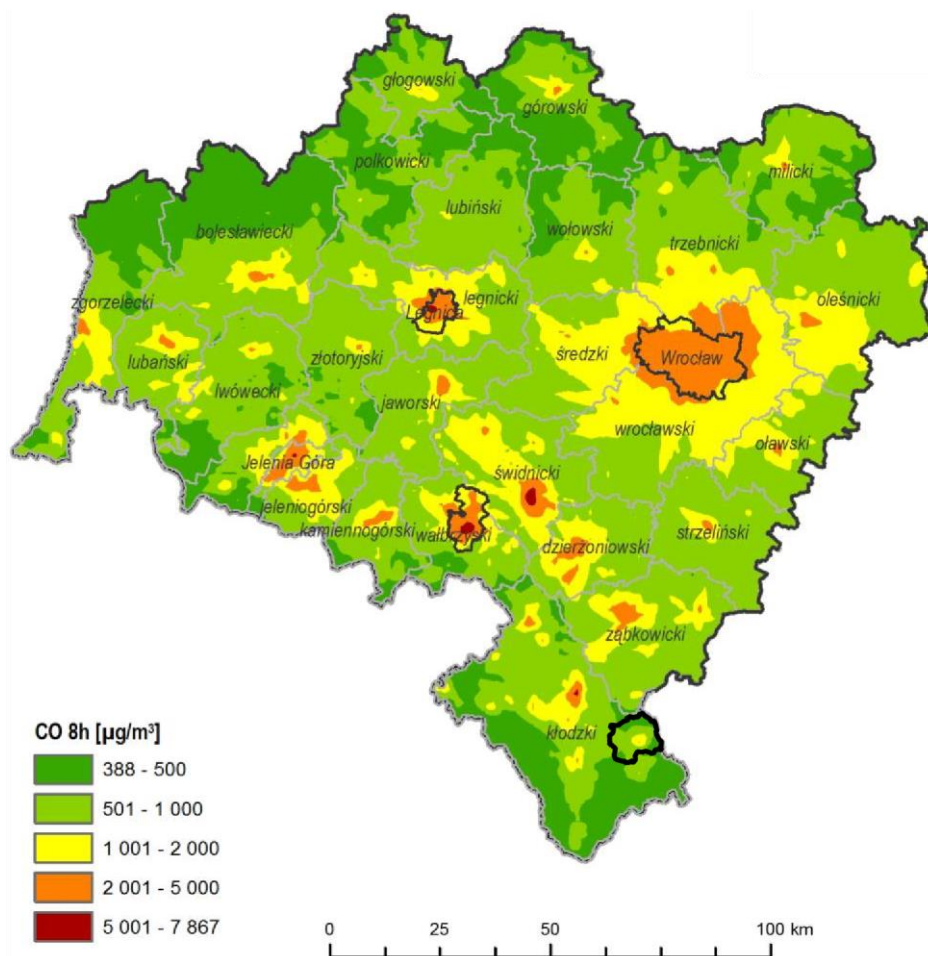 głogowski
górowski
polkowicki
milicki
lubiński
bolesławiecki
wołowski
trzebnicki
zgorzelecki
legnicki
oleśnicki
Legnica
średzki
Wrocław
lubański
złotoryjski
lwówecki
jaworski
wrocławski
oławski
Jelenia Góra
świdnicki
jeleniogórski
kamiennogórski
wałbrzyski
dzierżoniowski
strzeliński
ząbkowicki
kłodzki
CO 8h [µg/m³]
388 - 500
501 - 1 000
1 001 - 2 000
2 001 - 5 000
5 001 - 7 867
0 25 50 100 km